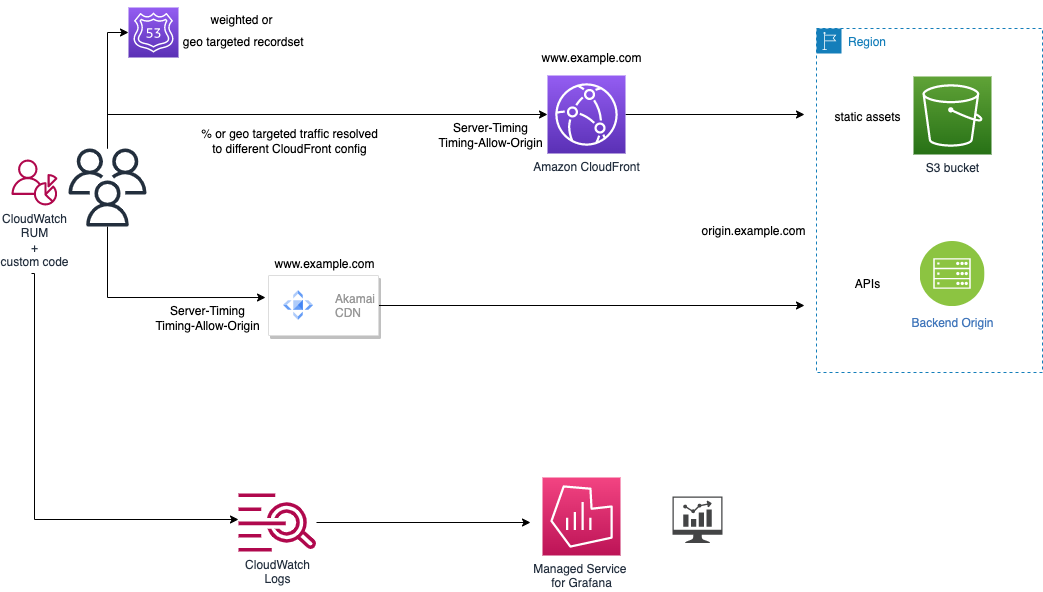 53
weighted or
geo targeted recordset
www.example.com
Region
% or geo targeted traffic resolved
to different CloudFront config
Server-Timing
Timing-Allow-Origin
Amazon CloudFront
static assets
S3 bucket
CloudWatch
RUM
+
custom code
origin.example.com
www.example.com
Akamai
CDN
Server-Timing
Timing-Allow-Origin
APIs
Backend Origin
CloudWatch
Logs
Managed Service
for Grafana